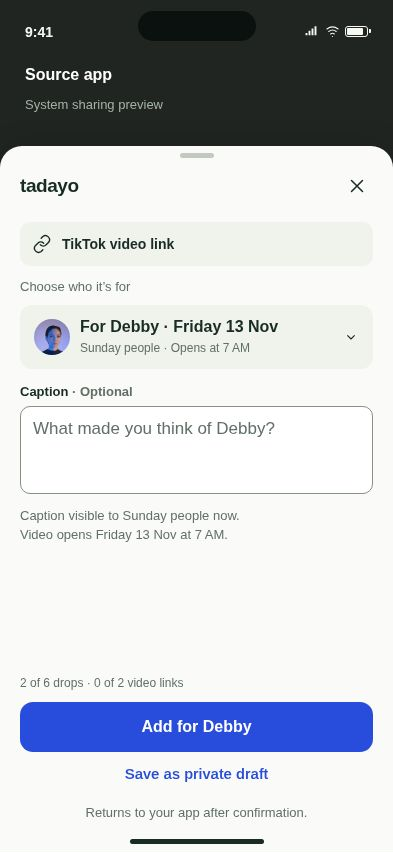 9:41
Source app
System sharing preview
tadayo
TikTok video link
Choose who it’s for
For Debby · Friday 13 Nov
Sunday people · Opens at 7 AM
Caption · Optional
What made you think of Debby?
Caption visible to Sunday people now.
Video opens Friday 13 Nov at 7 AM.
2 of 6 drops · 0 of 2 video links
Add for Debby
Save as private draft
Returns to your app after confirmation.